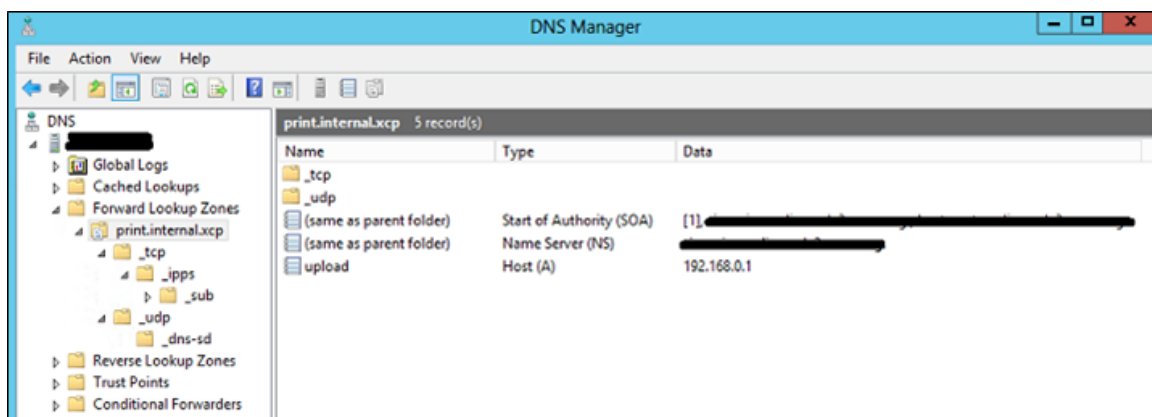 DNS Manager
File Action View Help
DNS
Global Logs
Cached Lookups
Forward Lookup Zones
print.internal.xcp
_tcp
_ipps
_sub
_udp
_dns-sd
Reverse Lookup Zones
Trust Points
Conditional Forwarders
print.internal.xcp 5 record(s)
Name Type Data
_tcp
_udp
(same as parent folder) Start of Authority (SOA) [1],
(same as parent folder) Name Server (NS)
upload Host (A) 192.168.0.1